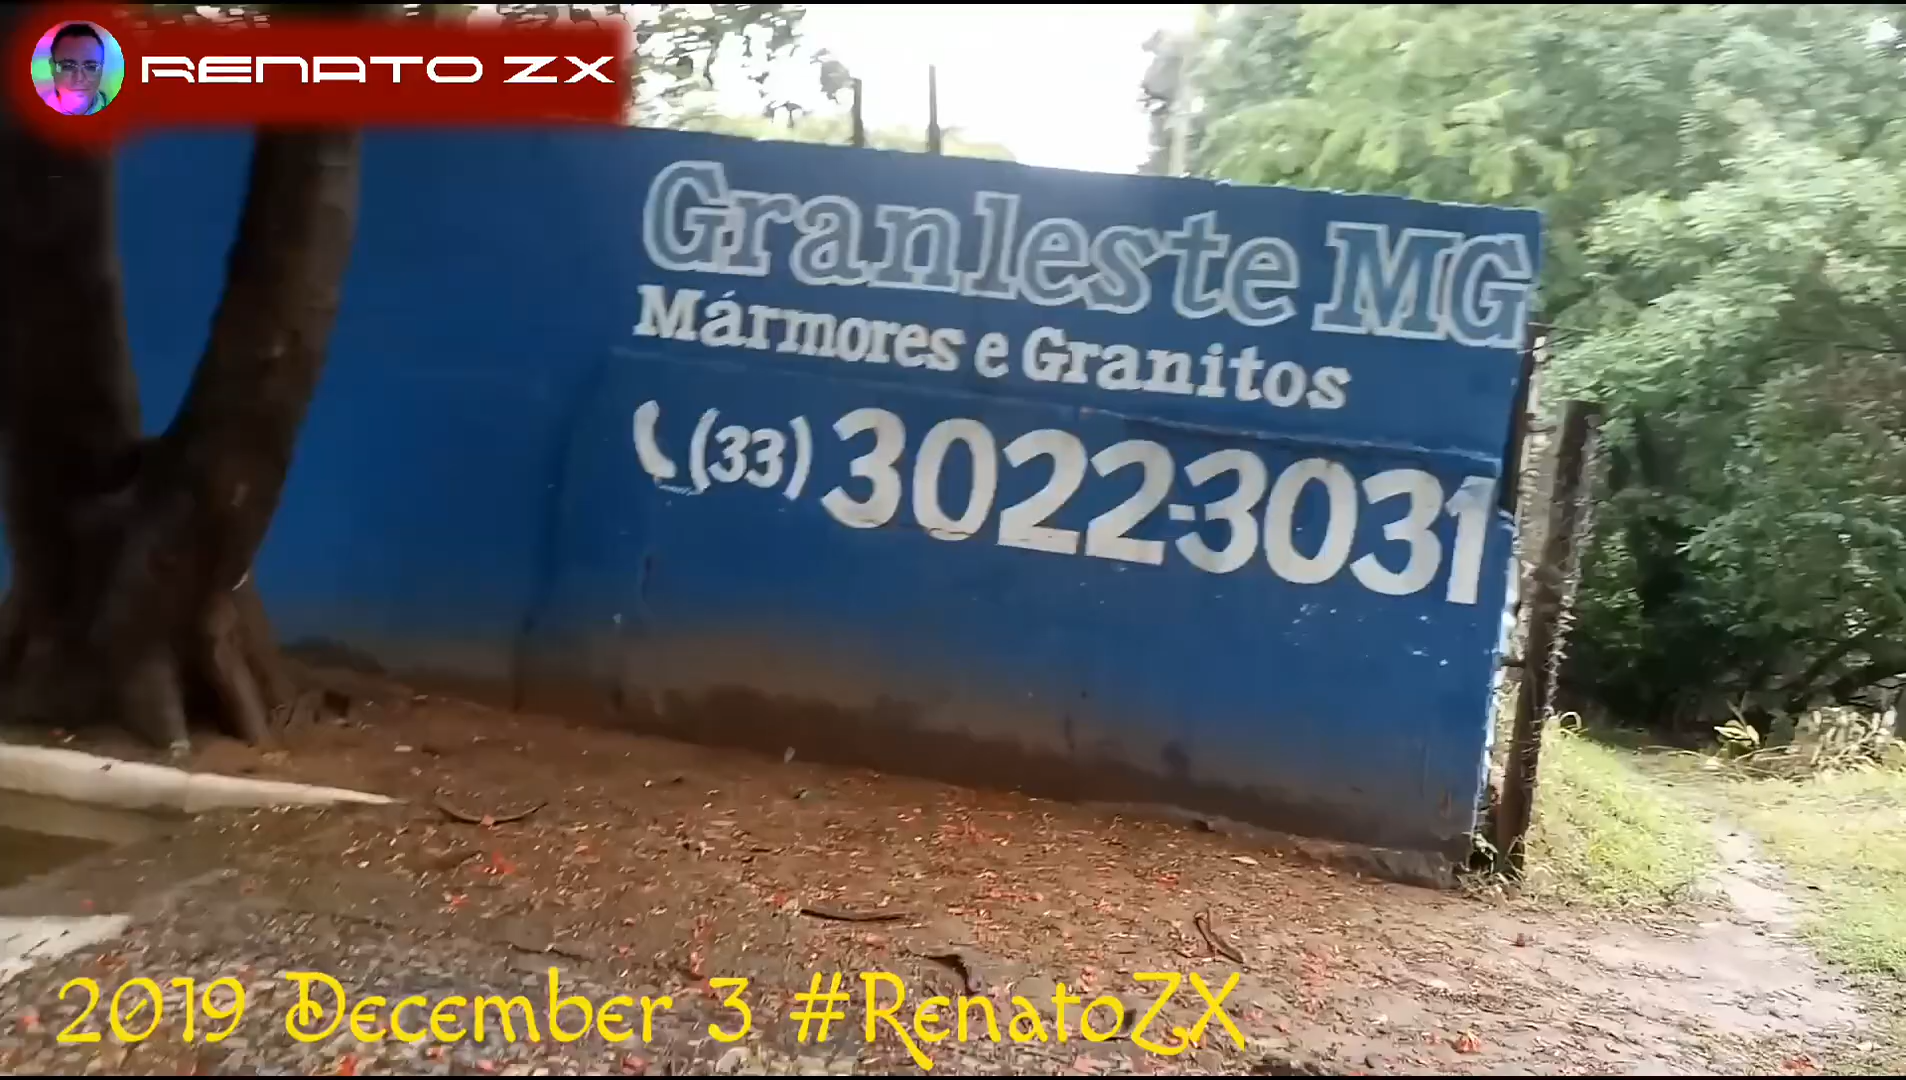 RENATO ZX
Granleste MG
Mármores e Granitos
(33) 3022-3031
2019 December 3 #RenatoZX